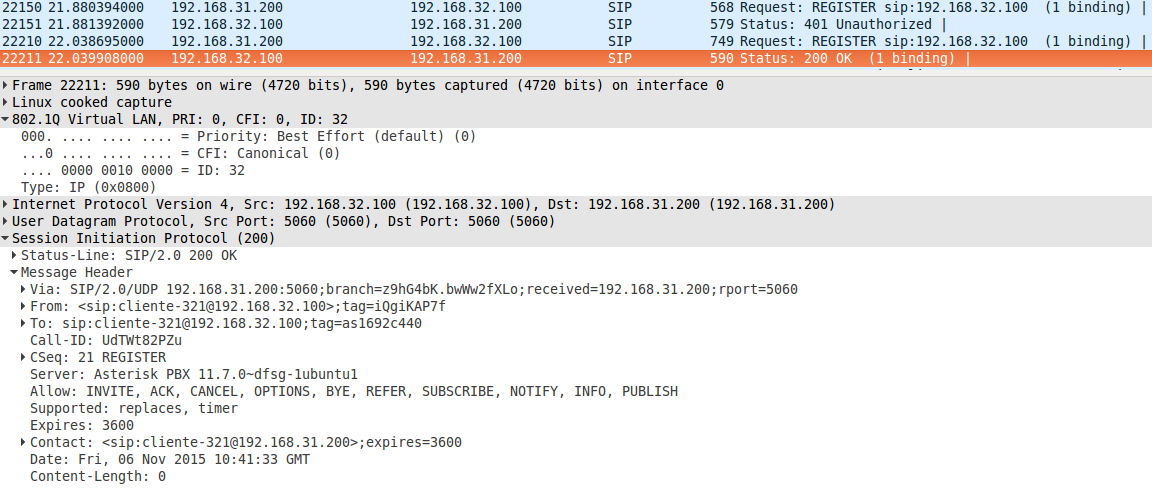 22150 21.880394000 192.168.31.200 192.168.32.100 SIP 568 Request: REGISTER sip:192.168.32.100 (1 binding) |
22151 21.881392000 192.168.32.100 192.168.31.200 SIP 579 Status: 401 Unauthorized |
22210 22.038695000 192.168.31.200 192.168.32.100 SIP 749 Request: REGISTER sip:192.168.32.100 (1 binding) |
22211 22.039908000 192.168.32.100 192.168.31.200 SIP 590 Status: 200 OK (1 binding) |
Frame 22211: 590 bytes on wire (4720 bits), 590 bytes captured (4720 bits) on interface 0
Linux cooked capture
802.1Q Virtual LAN, PRI: 0, CFI: 0, ID: 32
000. .... .... .... = Priority: Best Effort (default) (0)
...0 .... .... .... = CFI: Canonical (0)
.... 0000 0010 0000 = ID: 32
Type: IP (0x0800)
Internet Protocol Version 4, Src: 192.168.32.100 (192.168.32.100), Dst: 192.168.31.200 (192.168.31.200)
User Datagram Protocol, Src Port: 5060 (5060), Dst Port: 5060 (5060)
Session Initiation Protocol (200)
Status-Line: SIP/2.0 200 OK
Message Header
Via: SIP/2.0/UDP 192.168.31.200:5060;branch=z9hG4bK.bwWw2fXLo;received=192.168.31.200;rport=5060
From: <sip:cliente-321@192.168.32.100>;tag=iQgiKAP7f
To: sip:cliente-321@192.168.32.100;tag=as1692c440
Call-ID: UdTWt82PZu
CSeq: 21 REGISTER
Server: Asterisk PBX 11.7.0~dfsg-1ubuntu1
Allow: INVITE, ACK, CANCEL, OPTIONS, BYE, REFER, SUBSCRIBE, NOTIFY, INFO, PUBLISH
Supported: replaces, timer
Expires: 3600
Contact: <sip:cliente-321@192.168.31.200>;expires=3600
Date: Fri, 06 Nov 2015 10:41:33 GMT
Content-Length: 0